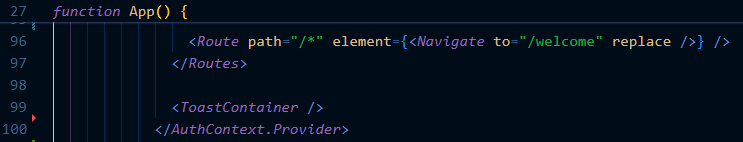 27 function App() {
96 <Route path="/*" element={<Navigate to="/welcome" replace />} />
97 </Routes>
98
99 <ToastContainer />
100 </AuthContext.Provider>